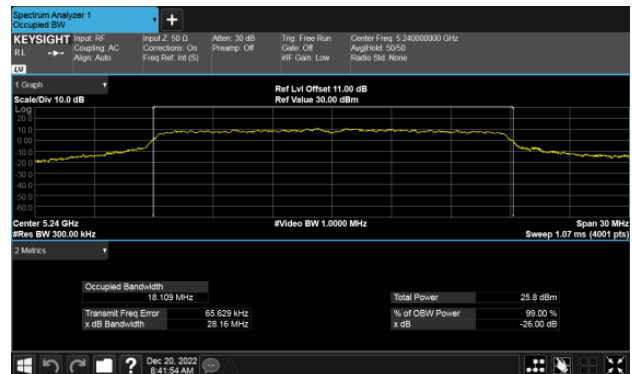 Spectrum Analyzer 1
Occupied BW
+
KEYSIGHT Input: RF Input Z: 50 Ω Atten: 30 dB Trig: Free Run Center Freq: 5.240000000 GHz
RL Coupling: AC Corrections: On Preamp: Off Gate: Off Avg|Hold: 50/50
Align: Auto Freq Ref: Int (S) #IF Gain: Low Radio Std: None
LXI
1 Graph Ref Lvl Offset 11.00 dB
Scale/Div 10.0 dB Ref Value 30.00 dBm
Log
20.0
10.0
0.00
-10.0
-20.0
-30.0
-40.0
-50.0
-60.0
Center 5.24 GHz #Video BW 1.0000 MHz Span 30 MHz
#Res BW 300.00 kHz Sweep 1.07 ms (4001 pts)
2 Metrics
Occupied Bandwidth
18.109 MHz Total Power 25.8 dBm
Transmit Freq Error 65.629 kHz % of OBW Power 99.00 %
x dB Bandwidth 28.16 MHz x dB -26.00 dB
? Dec 20, 2022
8:41:54 AM